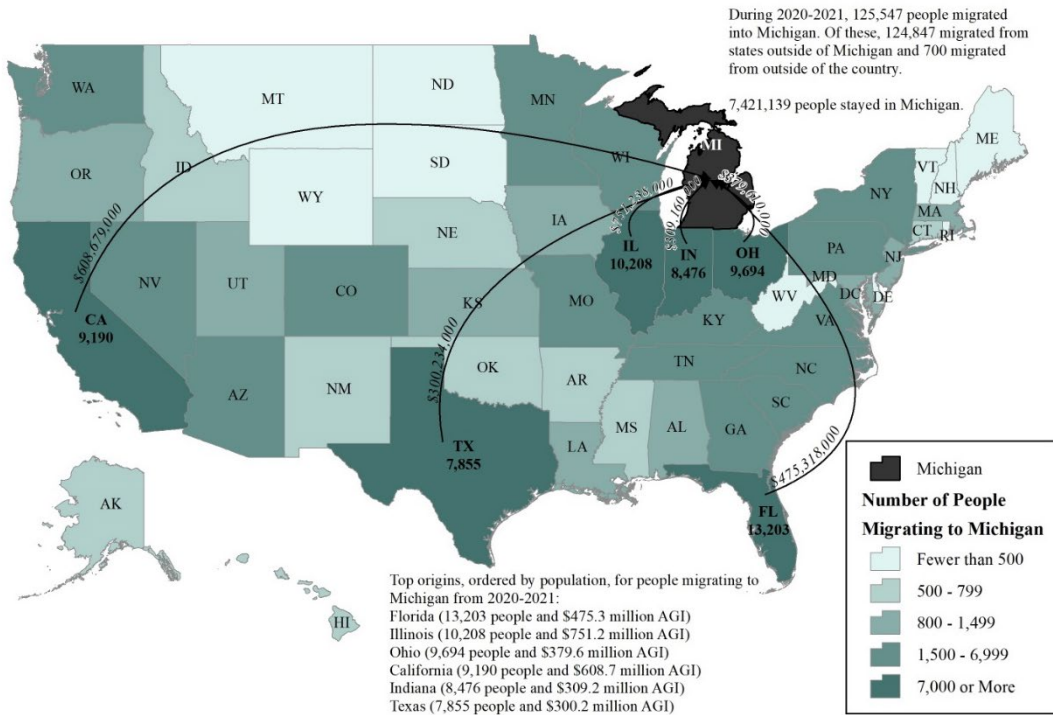 During 2020-2021, 125,547 people migrated
into Michigan. Of these, 124,847 migrated from
states outside of Michigan and 700 migrated
from outside of the country.
7,421,139 people stayed in Michigan.
WA
MT
ND
MN
ME
OR
ID
SD
WI
MI
VT
NH
WY
NY
MA
CT
RI
NE
IA
PA
NJ
NV
UT
CO
KS
MO
IL
10,208
IN
8,476
OH
9,694
MD
DC
DE
WV
VA
KY
CA
9,190
AZ
NM
OK
AR
TN
NC
SC
TX
7,855
LA
MS
AL
GA
FL
13,203
AK
HI
$608,679,000
$300,234,000
$309,160,000
$475,318,000
Michigan
Number of People
Migrating to Michigan
Fewer than 500
500 - 799
800 - 1,499
1,500 - 6,999
7,000 or More
Top origins, ordered by population, for people migrating to
Michigan from 2020-2021:
Florida (13,203 people and $475.3 million AGI)
Illinois (10,208 people and $751.2 million AGI)
Ohio (9,694 people and $379.6 million AGI)
California (9,190 people and $608.7 million AGI)
Indiana (8,476 people and $309.2 million AGI)
Texas (7,855 people and $300.2 million AGI)